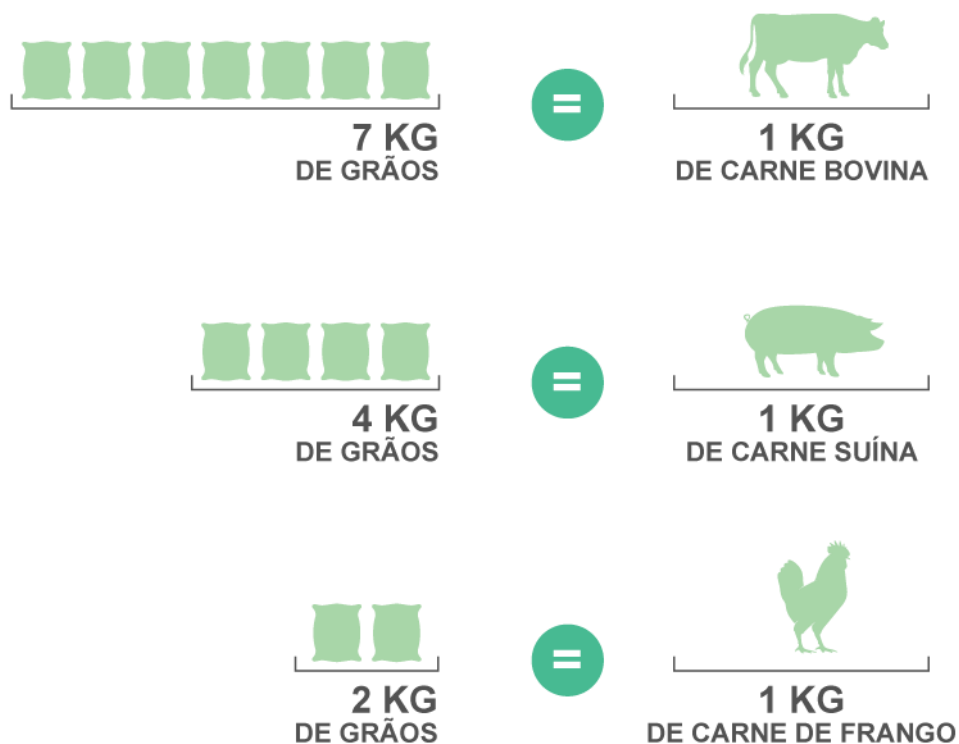 =
7 KG
DE GRÃOS
1 KG
DE CARNE BOVINA
=
4 KG
DE GRÃOS
1 KG
DE CARNE SUÍNA
=
2 KG
DE GRÃOS
1 KG
DE CARNE DE FRANGO